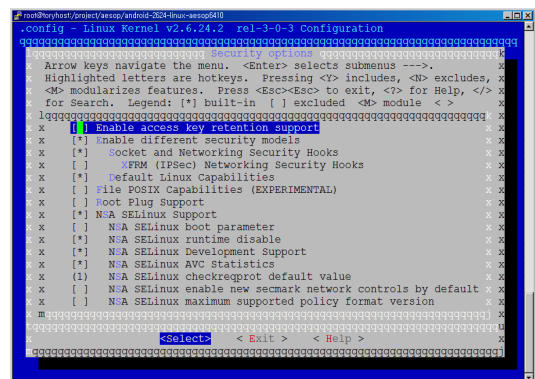 root@toryhost:/project/aesop/android-2624-linux-aesop6410
.config - Linux Kernel v2.6.24.2  rel-3-0-3 Configuration
qqqqqqqqqqqqqqqqqqqqqqqqqqqqqqqqqqqqqqqqqqqqqqqqqqqqqqqqqqqqqqqqqqqqqqqqqqqqq
Security options
Arrow keys navigate the menu.  <Enter> selects submenus --->.
Highlighted letters are hotkeys.  Pressing <Y> includes, <N> excludes,
<M> modularizes features.  Press <Esc><Esc> to exit, <?> for Help, </>
for Search.  Legend: [*] built-in  [ ] excluded  <M> module  < >
[ ] Enable access key retention support
[*] Enable different security models
[*]   Socket and Networking Security Hooks
[ ]     XFRM (IPSec) Networking Security Hooks
[*]   Default Linux Capabilities
[ ] File POSIX Capabilities (EXPERIMENTAL)
[ ] Root Plug Support
[*] NSA SELinux Support
[ ]   NSA SELinux boot parameter
[*]   NSA SELinux runtime disable
[*]   NSA SELinux Development Support
[*]   NSA SELinux AVC Statistics
(1)   NSA SELinux checkreqprot default value
[ ]   NSA SELinux enable new secmark network controls by default
[ ]   NSA SELinux maximum supported policy format version
<Select>    < Exit >    < Help >